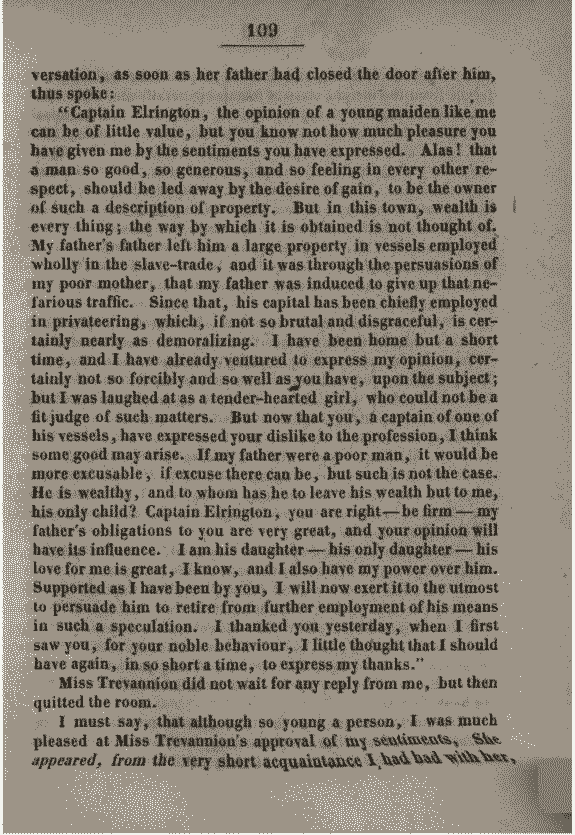 109
versation, as soon as her father had closed the door after him,
thus spoke:
“Captain Elrington, the opinion of a young maiden like me
can be of little value, but you know not how much pleasure you
have given me by the sentiments you have expressed. Alas! that
a man so good, so generous, and so feeling in every other re-
spect, should be led away by the desire of gain, to be the owner
of such a description of property. But in this town, wealth is
every thing; the way by which it is obtained is not thought of.
My father's father left him a large property in vessels employed
wholly in the slave-trade, and it was through the persuasions of
my poor mother, that my father was induced to give up that ne-
farious traffic. Since that, his capital has been chiefly employed
in privateering, which, if not so brutal and disgraceful, is cer-
tainly nearly as demoralizing. I have been home but a short
time, and I have already ventured to express my opinion, cer-
tainly not so forcibly and so well as you have, upon the subject;
but I was laughed at as a tender-hearted girl, who could not be a
fit judge of such matters. But now that you, a captain of one of
his vessels, have expressed your dislike to the profession, I think
some good may arise. If my father were a poor man, it would be
more excusable, if excuse there can be, but such is not the case.
He is wealthy, and to whom has he to leave his wealth but to me,
his only child? Captain Elrington, you are right — be firm — my
father's obligations to you are very great, and your opinion will
have its influence. I am his daughter — his only daughter — his
love for me is great, I know, and I also have my power over him.
Supported as I have been by you, I will now exert it to the utmost
to persuade him to retire from further employment of his means
in such a speculation. I thanked you yesterday, when I first
saw you, for your noble behaviour, I little thought that I should
have again, in so short a time, to express my thanks.”
Miss Trevannion did not wait for any reply from me, but then
quitted the room.
I must say, that although so young a person, I was much
pleased at Miss Trevannion's approval of my sentiments, She
appeared, from the very short acquaintance I had had with her,